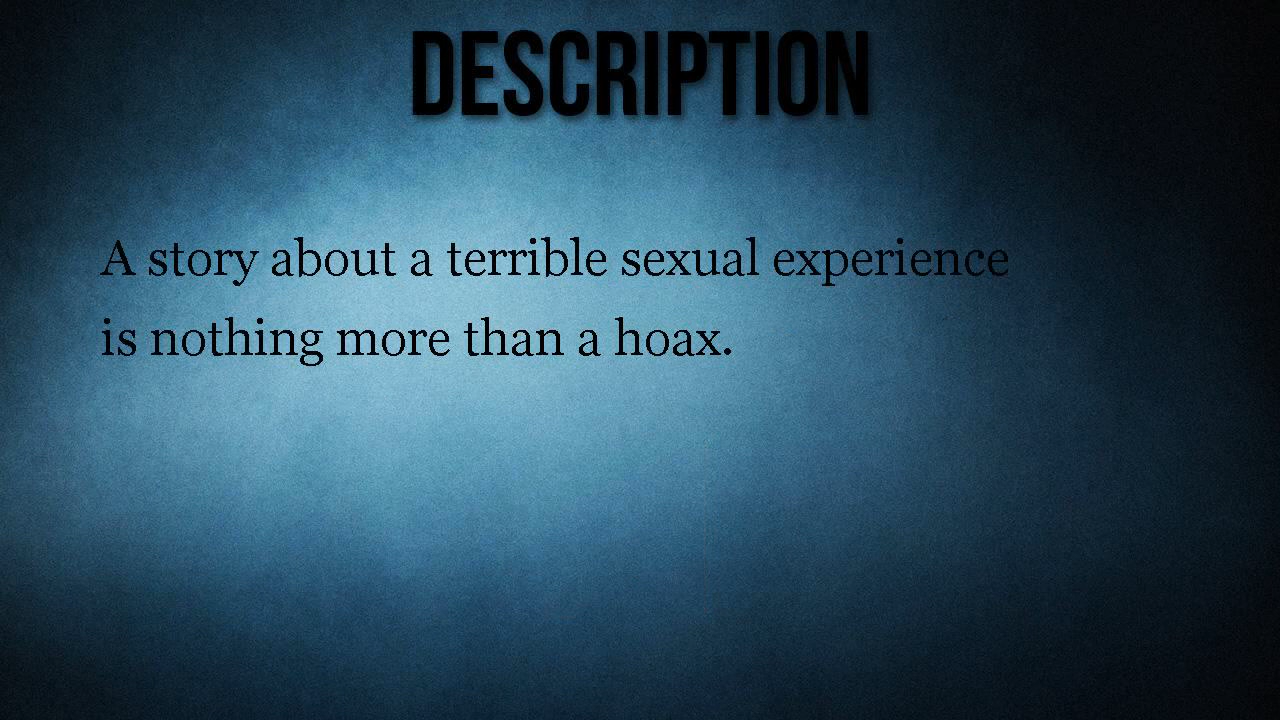 DESCRIPTION
A story about a terrible sexual experience
is nothing more than a hoax.